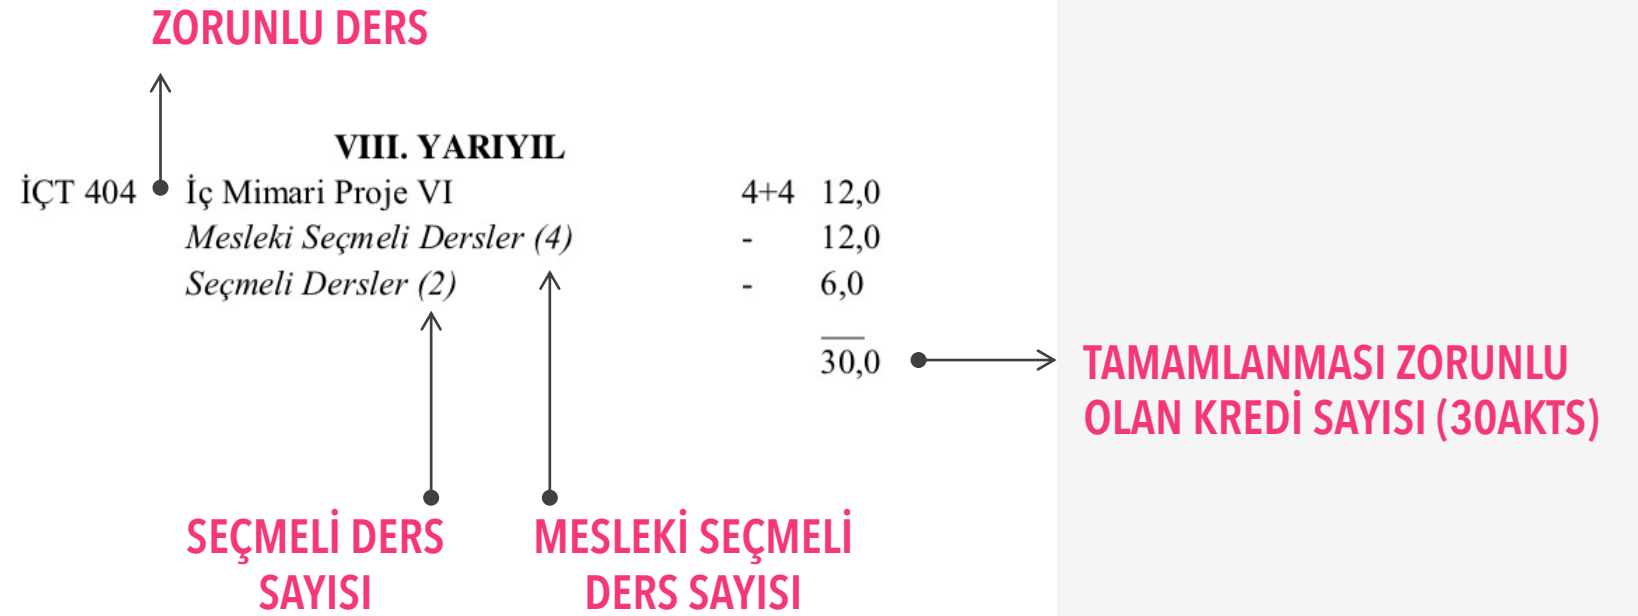 ZORUNLU DERS
VIII. YARIYIL
İÇT 404 İç Mimari Proje VI 4+4 12,0
Mesleki Seçmeli Dersler (4) - 12,0
Seçmeli Dersler (2) - 6,0
30,0
TAMAMLANMASI ZORUNLU
OLAN KREDİ SAYISI (30AKTS)
SEÇMELİ DERS
SAYISI
MESLEKİ SEÇMELİ
DERS SAYISI